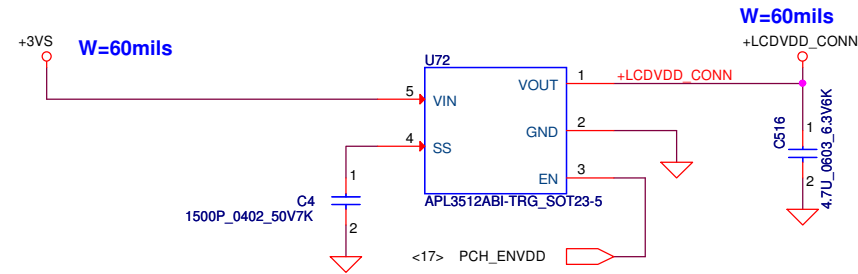 W=60mils
+3VS
W=60mils
+LCDVDD_CONN
U72
1
+LCDVDD_CONN
VOUT
5
VIN
2
GND
4
SS
3
EN
1
C4
1500P_0402_50V7K
2
APL3512ABI-TRG_SOT23-5
1
C516
4.7U_0603_6.3V6K
2
<17> PCH_ENVDD